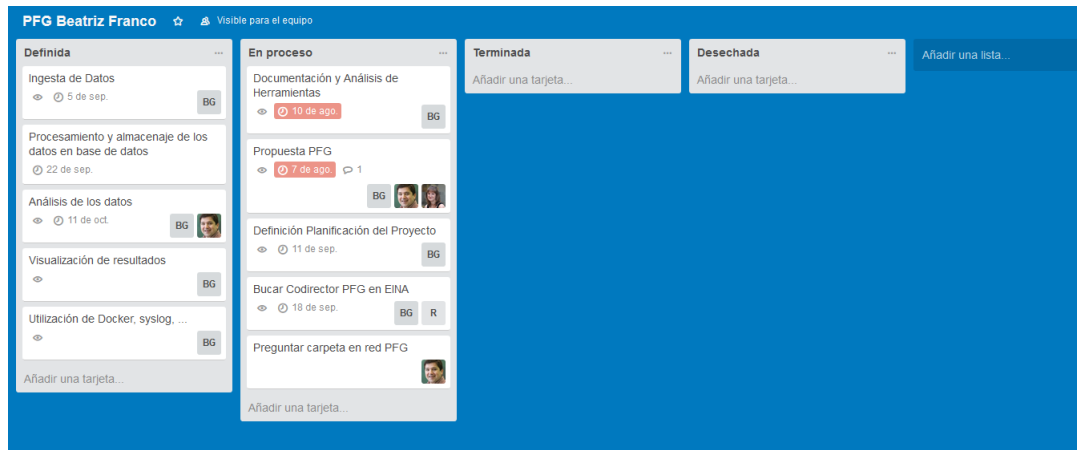 PFG Beatriz Franco
Visible para el equipo
Definida
Ingesta de Datos
5 de sep.
BG
Procesamiento y almacenaje de los
datos en base de datos
22 de sep.
Análisis de los datos
11 de oct.
BG
Visualización de resultados
BG
Utilización de Docker, syslog, ...
BG
Añadir una tarjeta...
En proceso
Documentación y Análisis de
Herramientas
10 de ago.
BG
Propuesta PFG
7 de ago. 1
BG
Definición Planificación del Proyecto
11 de sep.
BG
Bucar Codirector PFG en EINA
18 de sep.
BG R
Preguntar carpeta en red PFG
Añadir una tarjeta...
Terminada
Añadir una tarjeta...
Desechada
Añadir una tarjeta...
Añadir una lista...